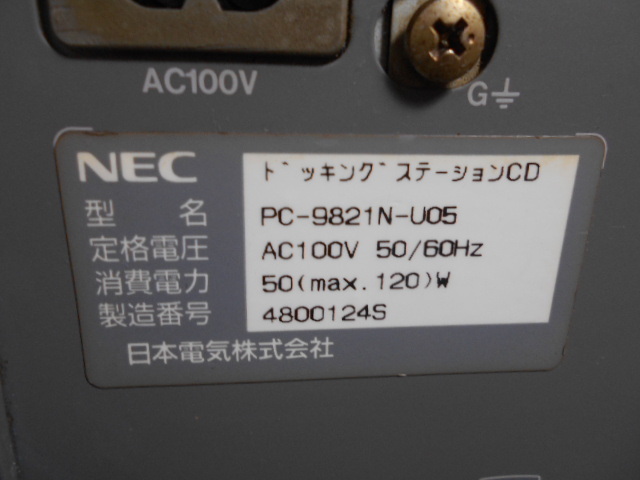 AC100V
G
NEC ドッキングステーションCD
型名 PC-9821N-U05
定格電圧 AC100V 50/60Hz
消費電力 50(max.120)W
製造番号 4800124S
日本電気株式会社